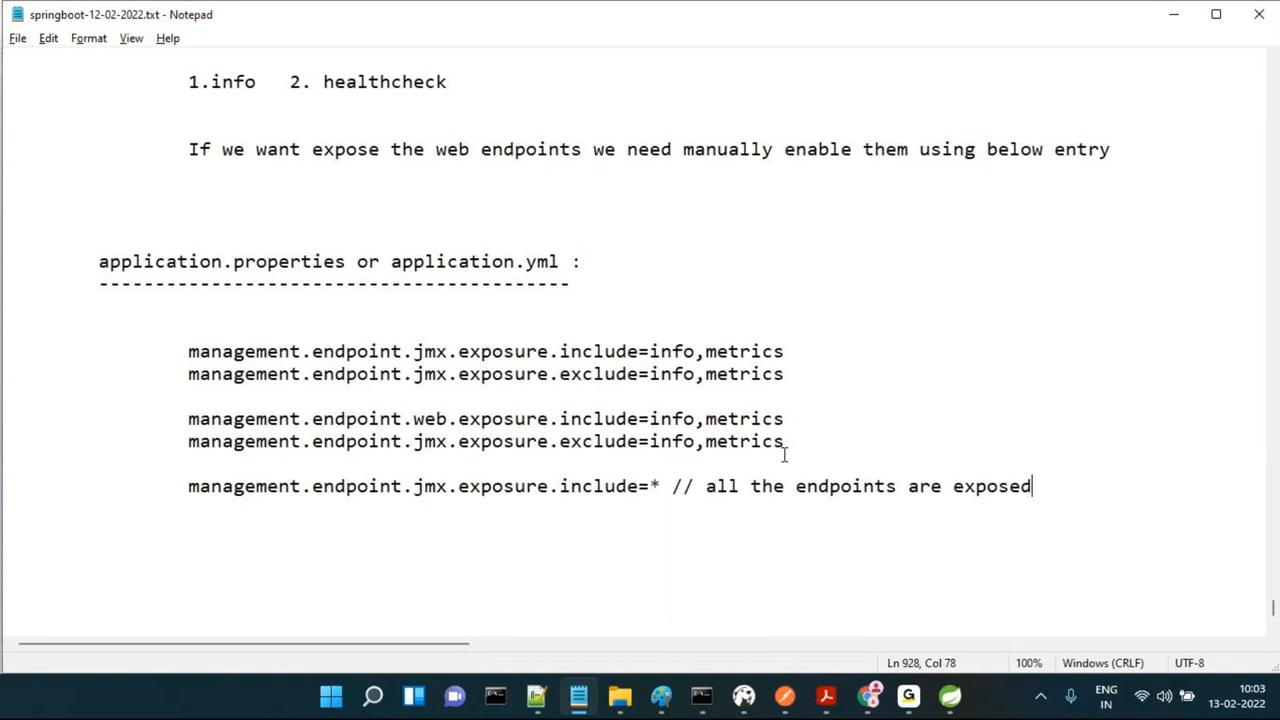 springboot-12-02-2022.txt - Notepad
File Edit Format View Help
1.info 2. healthcheck
If we want expose the web endpoints we need manually enable them using below entry
application.properties or application.yml :
------------------------------------------
management.endpoint.jmx.exposure.include=info,metrics
management.endpoint.jmx.exposure.exclude=info,metrics
management.endpoint.web.exposure.include=info,metrics
management.endpoint.jmx.exposure.exclude=info,metrics
management.endpoint.jmx.exposure.include=* // all the endpoints are exposed
Ln 928, Col 78 100% Windows (CRLF) UTF-8
ENG 10:03
IN 13-02-2022